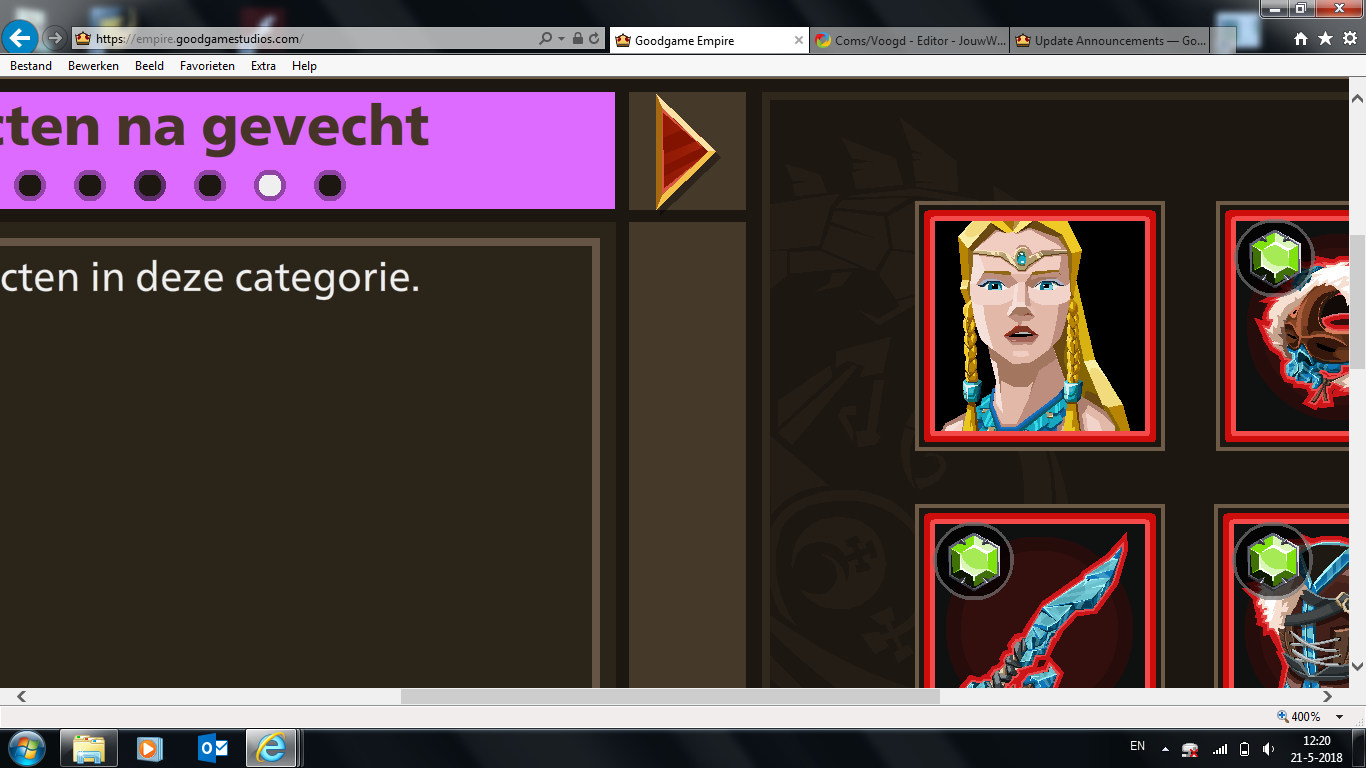 https://empire.goodgamestudios.com/
Goodgame Empire
Coms/Voogd - Editor - JouwW...
Update Announcements — Go...
Bestand Bewerken Beeld Favorieten Extra Help
cten na gevecht
cten in deze categorie.
400%
EN
12:20
21-5-2018